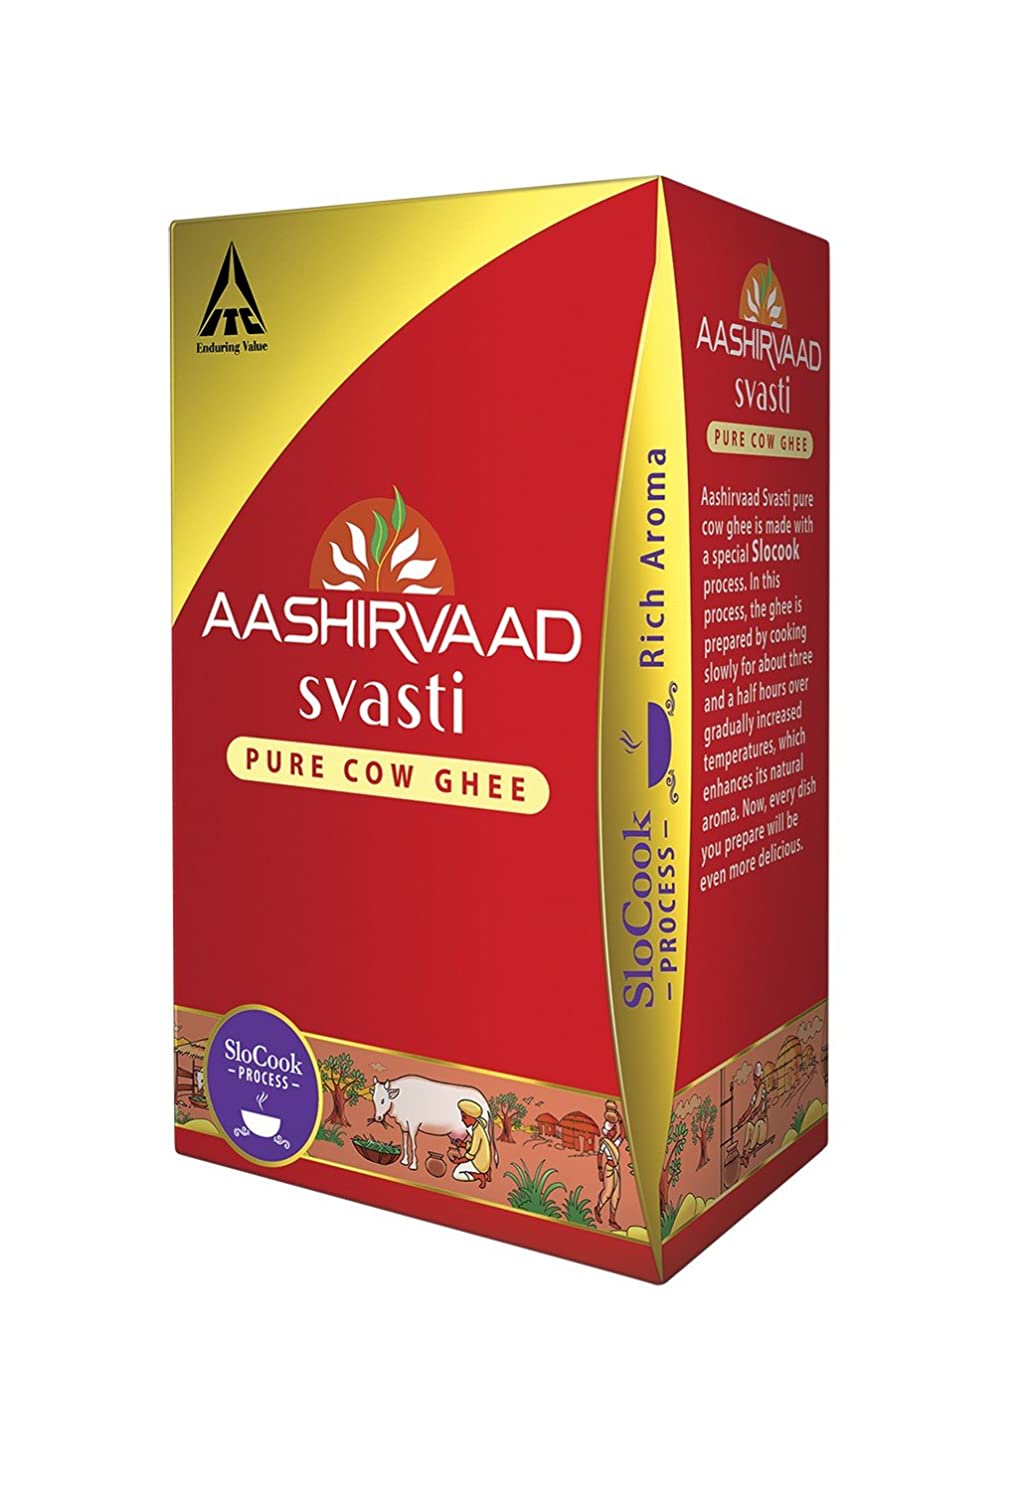 ITC
Enduring Value
AASHIRVAAD
svasti
PURE COW GHEE
SloCook
– PROCESS –
SloCook
– PROCESS –
Rich Aroma
AASHIRVAAD
svasti
PURE COW GHEE
Aashirvaad Svasti pure
cow ghee is made with
a special Slocook
process. In this
process, the ghee is
prepared by cooking
slowly for about three
and a half hours over
gradually increased
temperatures, which
enhances its natural
aroma. Now, every dish
you prepare will be
even more delicious.